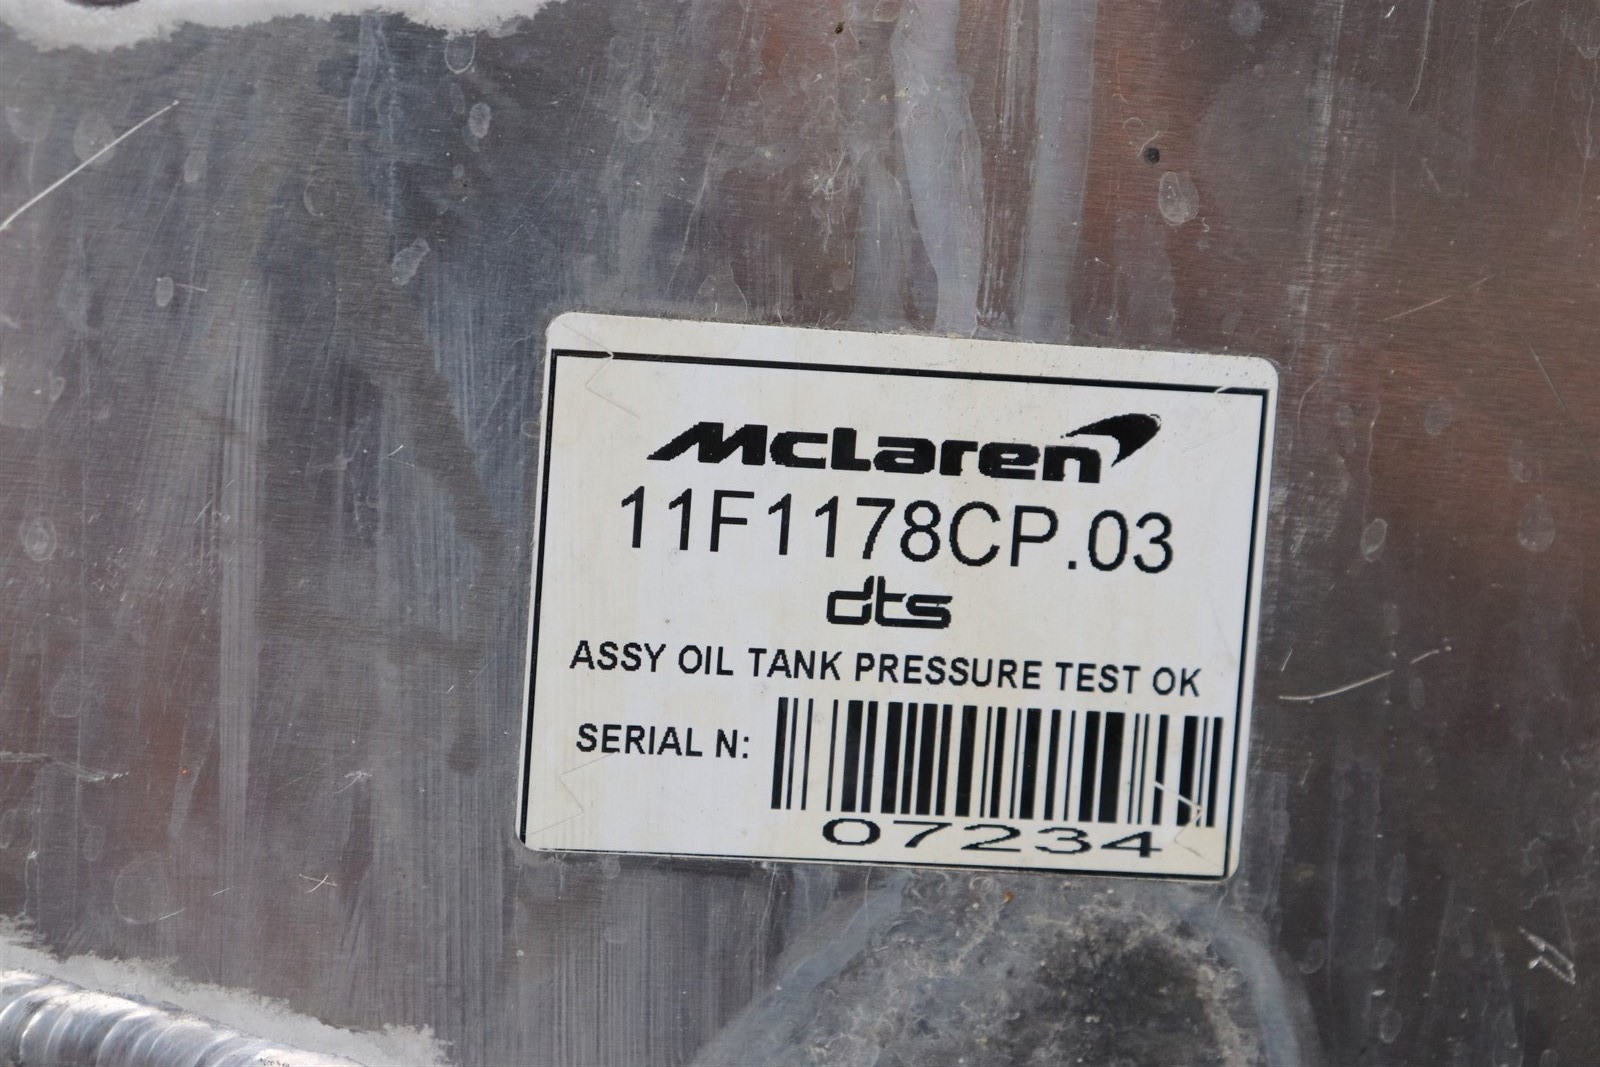 McLaren
11F1178CP.03
dts
ASSY OIL TANK PRESSURE TEST OK
SERIAL N:
07234